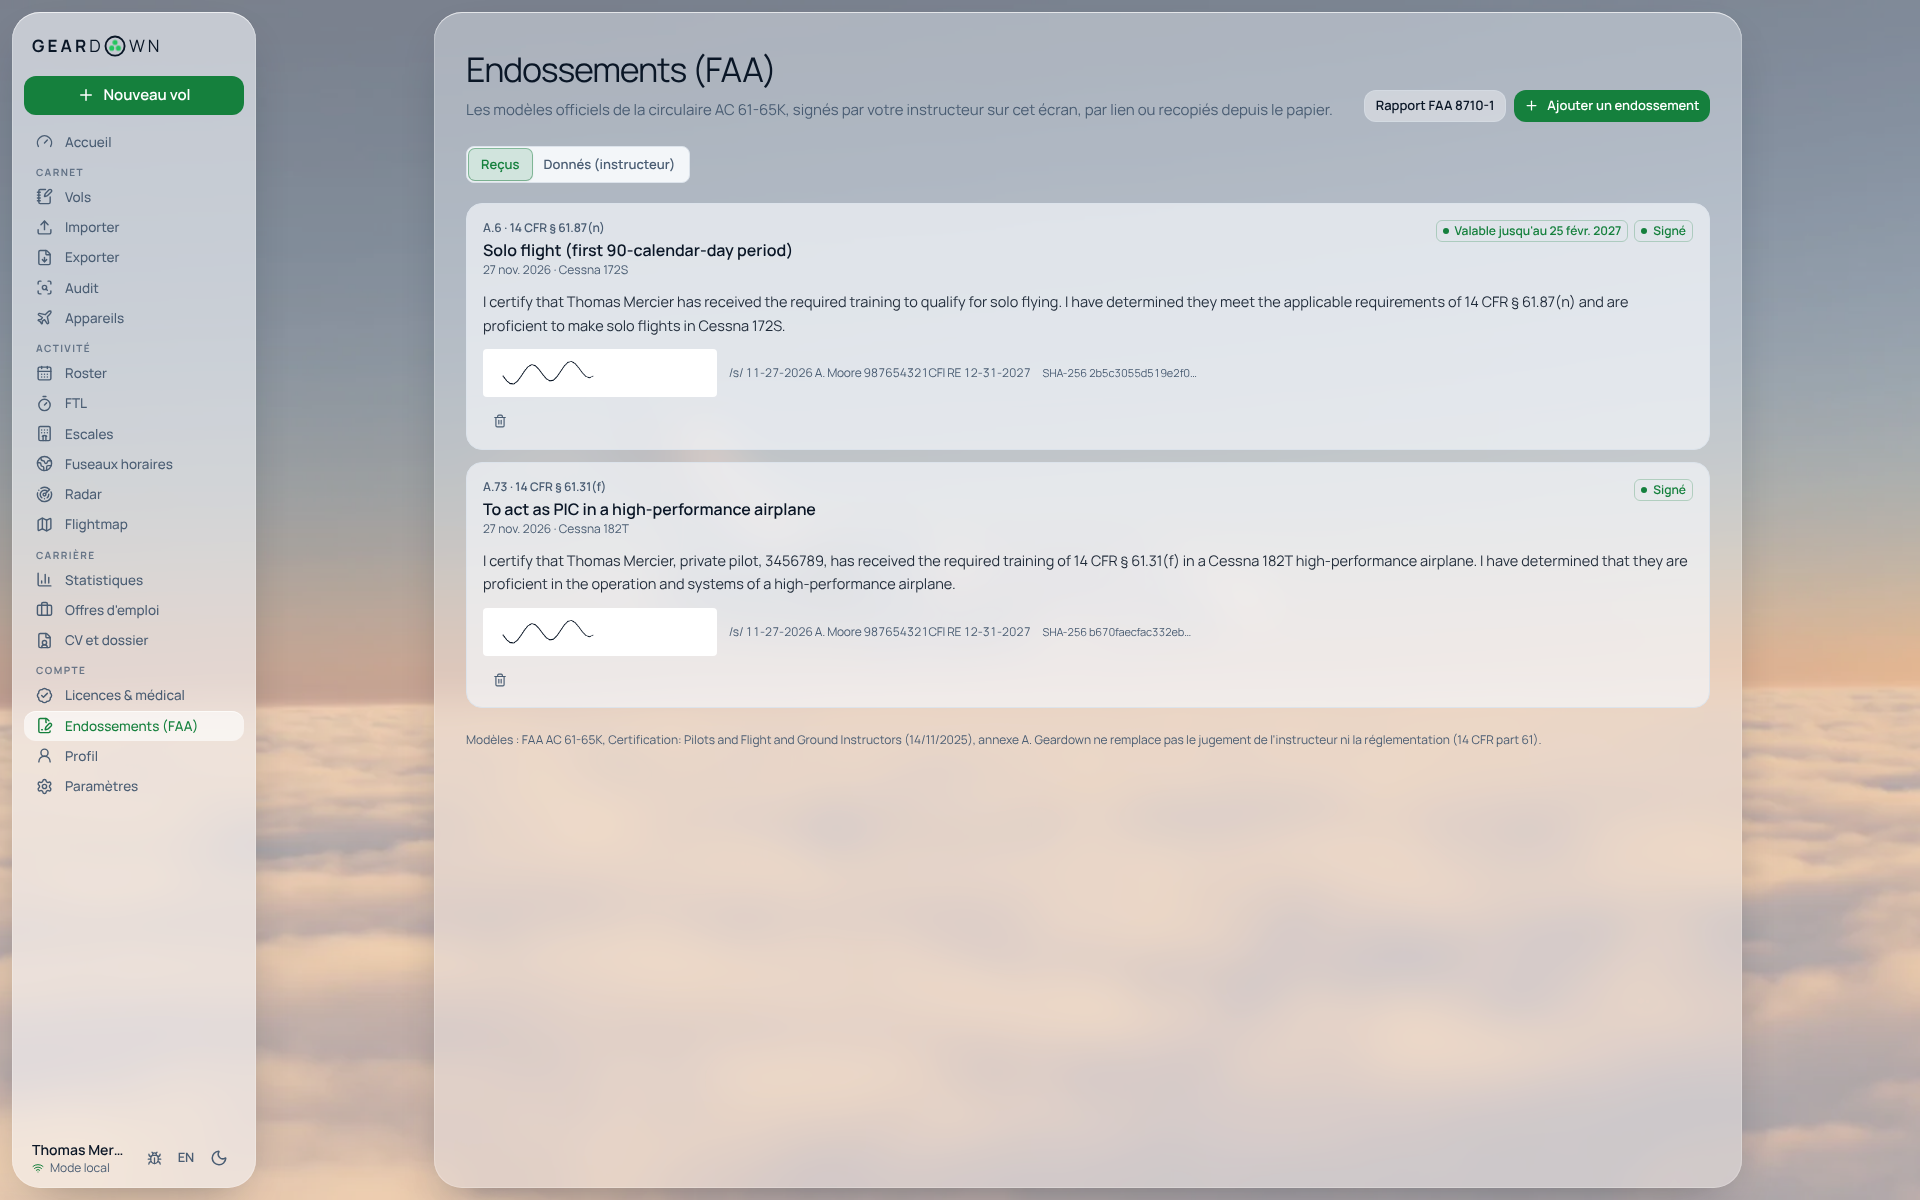 GEARDOWN
Nouveau vol
Accueil
CARNET
Vols
Importer
Exporter
Audit
Appareils
ACTIVITÉ
Roster
FTL
Escales
Fuseaux horaires
Radar
Flightmap
CARRIÈRE
Statistiques
Offres d'emploi
CV et dossier
COMPTE
Licences & médical
Endossements (FAA)
Profil
Paramètres
Thomas Mer...
Mode local
EN
Endossements (FAA)
Les modèles officiels de la circulaire AC 61-65K, signés par votre instructeur sur cet écran, par lien ou recopiés depuis le papier.
Rapport FAA 8710-1
Ajouter un endossement
Reçus
Donnés (instructeur)
A.6 · 14 CFR § 61.87(n)
Valable jusqu'au 25 févr. 2027
Signé
Solo flight (first 90-calendar-day period)
27 nov. 2026 · Cessna 172S
I certify that Thomas Mercier has received the required training to qualify for solo flying. I have determined they meet the applicable requirements of 14 CFR § 61.87(n) and are
proficient to make solo flights in Cessna 172S.
/s/ 11-27-2026 A. Moore 987654321CFI RE 12-31-2027
SHA-256 2b5c3055d519e2f0…
A.73 · 14 CFR § 61.31(f)
Signé
To act as PIC in a high-performance airplane
27 nov. 2026 · Cessna 182T
I certify that Thomas Mercier, private pilot, 3456789, has received the required training of 14 CFR § 61.31(f) in a Cessna 182T high-performance airplane. I have determined that they are
proficient in the operation and systems of a high-performance airplane.
/s/ 11-27-2026 A. Moore 987654321CFI RE 12-31-2027
SHA-256 b670faecfac332eb…
Modèles : FAA AC 61-65K, Certification: Pilots and Flight and Ground Instructors (14/11/2025), annexe A. Geardown ne remplace pas le jugement de l'instructeur ni la réglementation (14 CFR part 61).